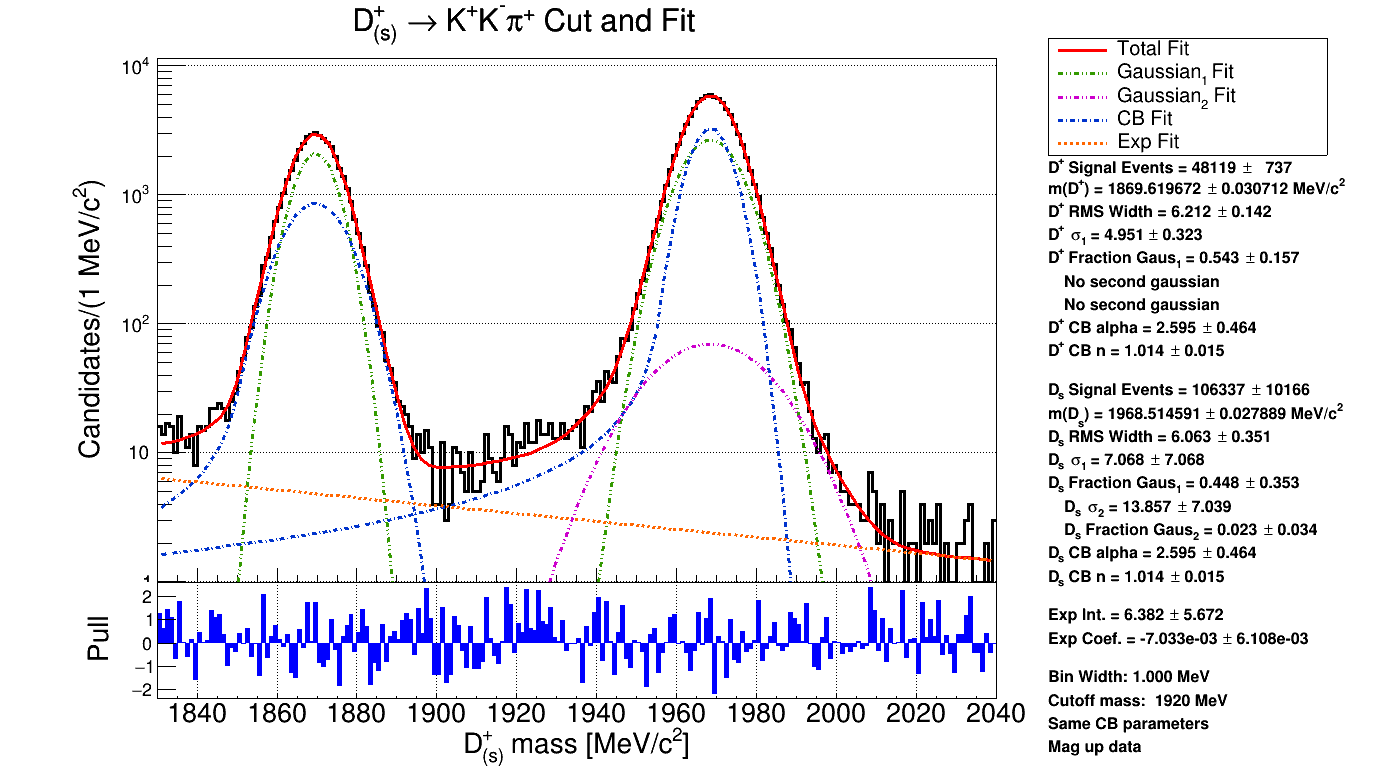 D⁺₍ₛ₎ → K⁺K⁻π⁺ Cut and Fit
Candidates/(1 MeV/c²)
10⁴
10³
10²
10
1
Pull
2
1
0
−1
−2
1840 1860 1880 1900 1920 1940 1960 1980 2000 2020 2040
D⁺₍ₛ₎ mass [MeV/c²]
Total Fit
Gaussian₁ Fit
Gaussian₂ Fit
CB Fit
Exp Fit
D⁺ Signal Events = 48119 ± 737
m(D⁺) = 1869.619672 ± 0.030712 MeV/c²
D⁺ RMS Width = 6.212 ± 0.142
D⁺ σ₁ = 4.951 ± 0.323
D⁺ Fraction Gaus₁ = 0.543 ± 0.157
No second gaussian
No second gaussian
D⁺ CB alpha = 2.595 ± 0.464
D⁺ CB n = 1.014 ± 0.015
Dₛ Signal Events = 106337 ± 10166
m(Dₛ) = 1968.514591 ± 0.027889 MeV/c²
Dₛ RMS Width = 6.063 ± 0.351
Dₛ σ₁ = 7.068 ± 7.068
Dₛ Fraction Gaus₁ = 0.448 ± 0.353
Dₛ σ₂ = 13.857 ± 7.039
Dₛ Fraction Gaus₂ = 0.023 ± 0.034
Dₛ CB alpha = 2.595 ± 0.464
Dₛ CB n = 1.014 ± 0.015
Exp Int. = 6.382 ± 5.672
Exp Coef. = -7.033e-03 ± 6.108e-03
Bin Width: 1.000 MeV
Cutoff mass: 1920 MeV
Same CB parameters
Mag up data